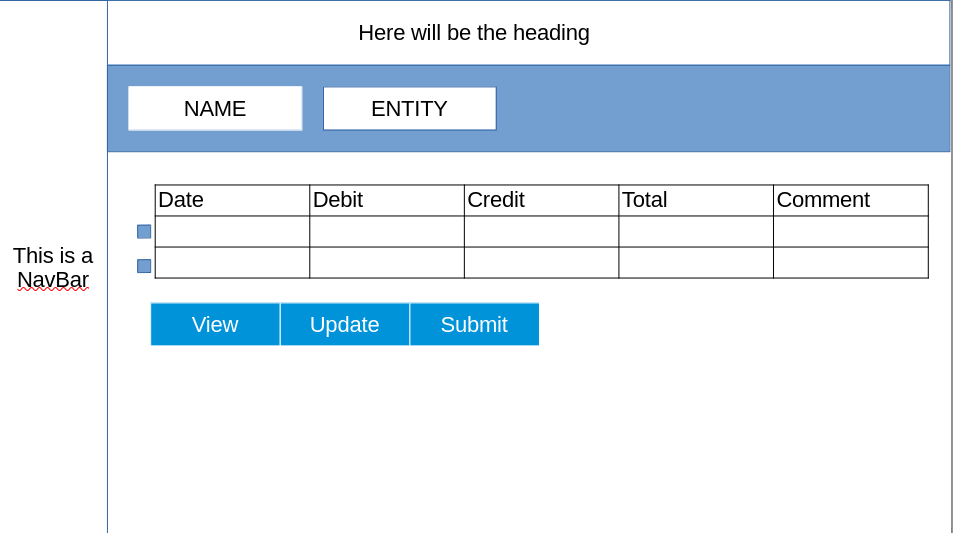 Here will be the heading
NAME ENTITY
Date Debit Credit Total Comment
This is a
NavBar
View Update Submit